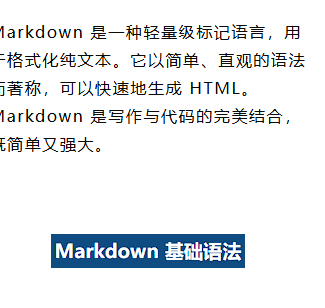 Markdown 是一种轻量级标记语言，用
于格式化纯文本。它以简单、直观的语法
而著称，可以快速地生成 HTML。
Markdown 是写作与代码的完美结合，
既简单又强大。
Markdown 基础语法